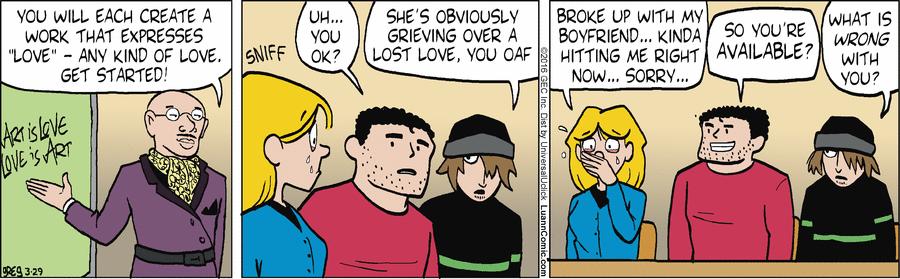 YOU WILL EACH CREATE A
WORK THAT EXPRESSES
"LOVE" – ANY KIND OF LOVE.
GET STARTED!
ART is LOVE
LOVE is ART
GREG 3-29
SNIFF
UH...
YOU
OK?
SHE'S OBVIOUSLY
GRIEVING OVER A
LOST LOVE, YOU OAF
©2016 GEC Inc. Dist by UniversalUclick LuannComic.com
BROKE UP WITH MY
BOYFRIEND... KINDA
HITTING ME RIGHT
NOW... SORRY...
SO YOU'RE
AVAILABLE?
WHAT IS
WRONG
WITH
YOU?